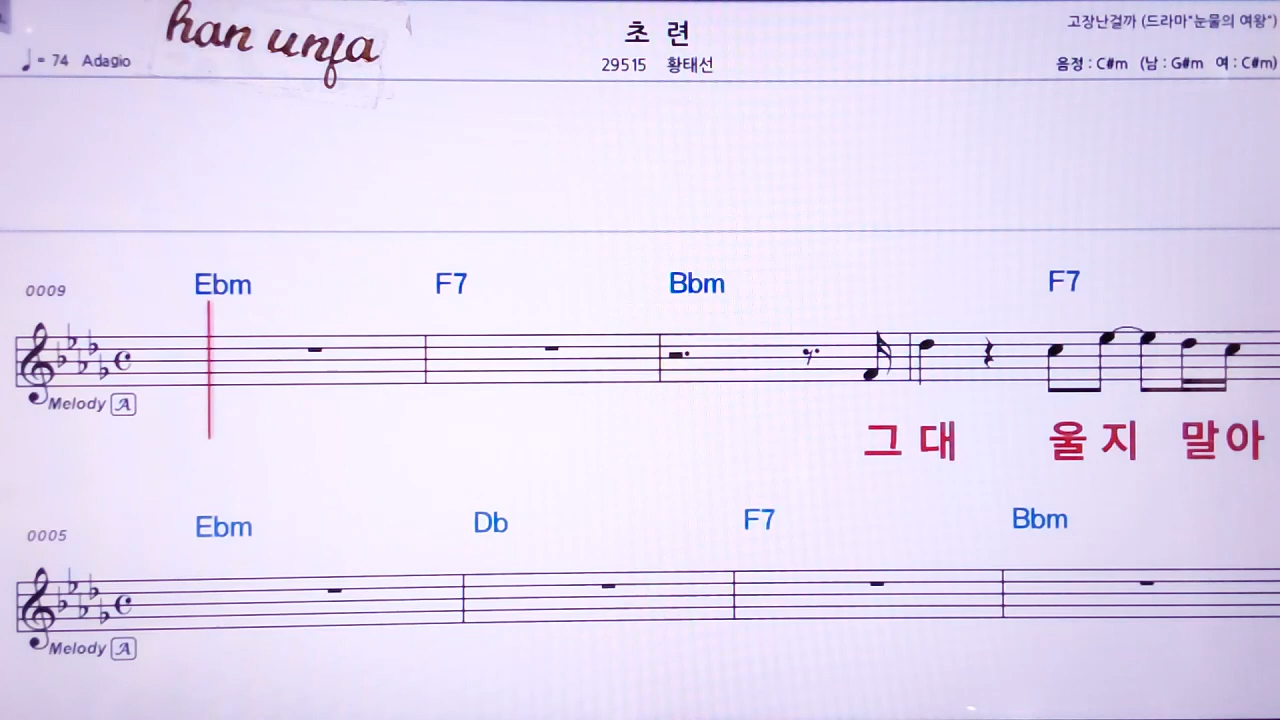 han unja
초 련
고장난걸까 (드라마"눈물의 여왕")
= 74 Adagio
29515 황태선
음정 : C#m (남 : G#m 여 : C#m)
Ebm F7 Bbm F7
0009
Melody A
그대 울지 말아
Ebm Db F7 Bbm
0005
Melody A